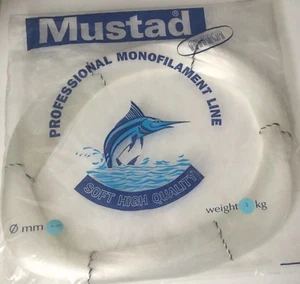 Mustad®
PROFESSIONAL MONOFILAMENT LINE
SOFT HIGH QUALITY
Ø mm
weight kg